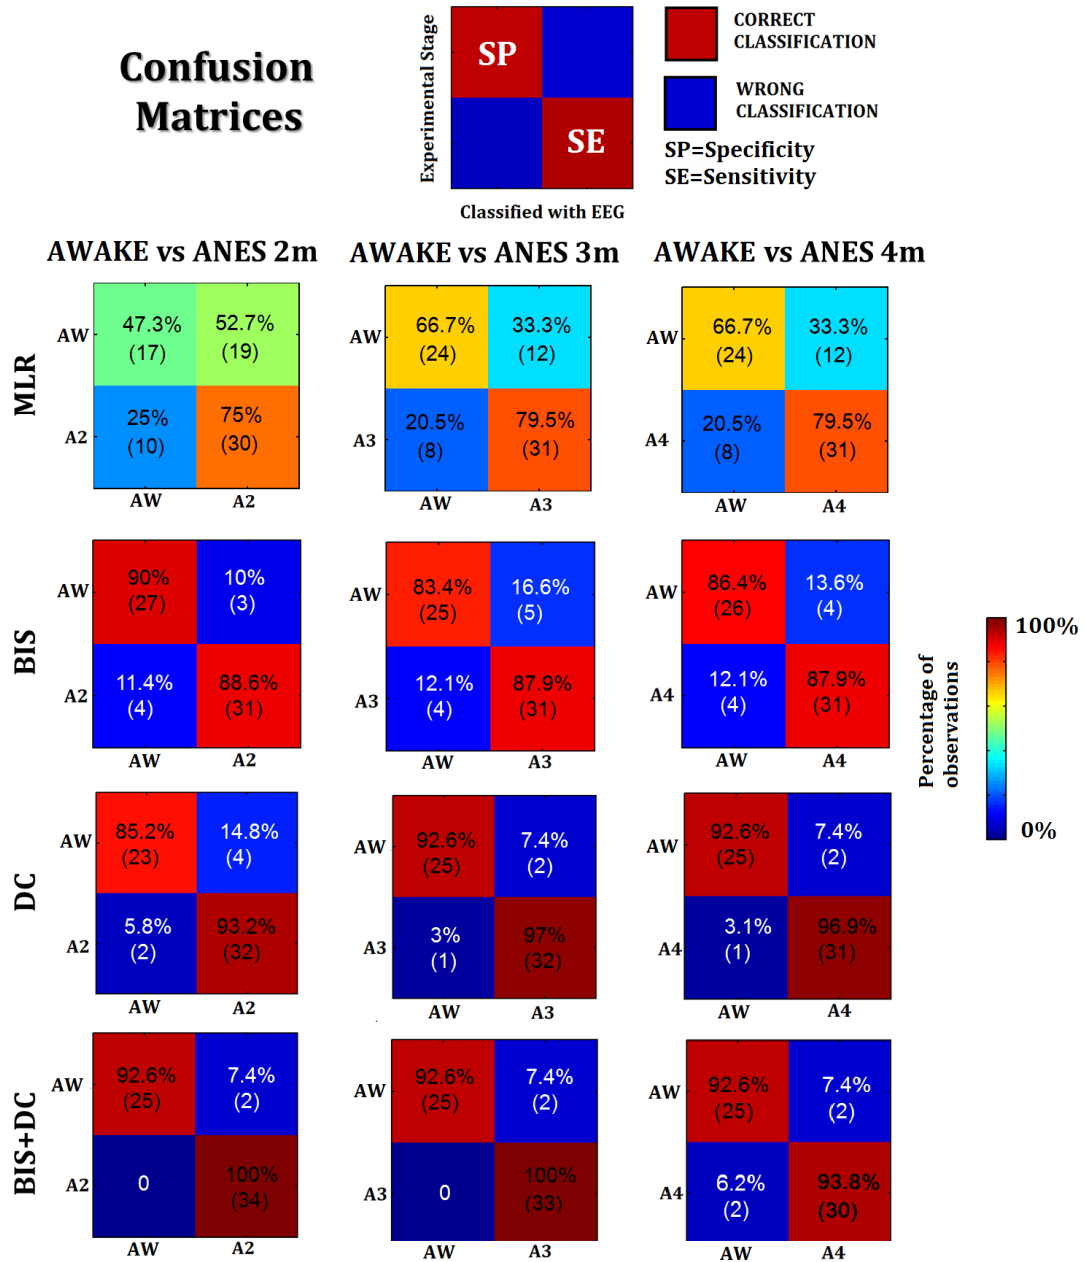 Confusion
Matrices
Experimental Stage
SP
SE
Classified with EEG
CORRECT
CLASSIFICATION
WRONG
CLASSIFICATION
SP=Specificity
SE=Sensitivity
AWAKE vs ANES 2m
AWAKE vs ANES 3m
AWAKE vs ANES 4m
MLR
AW
47.3%
(17)
52.7%
(19)
A2
25%
(10)
75%
(30)
AW
A2
AW
66.7%
(24)
33.3%
(12)
A3
20.5%
(8)
79.5%
(31)
AW
A3
AW
66.7%
(24)
33.3%
(12)
A4
20.5%
(8)
79.5%
(31)
AW
A4
BIS
AW
90%
(27)
10%
(3)
A2
11.4%
(4)
88.6%
(31)
AW
A2
AW
83.4%
(25)
16.6%
(5)
A3
12.1%
(4)
87.9%
(31)
AW
A3
AW
86.4%
(26)
13.6%
(4)
A4
12.1%
(4)
87.9%
(31)
AW
A4
Percentage of
observations
100%
0%
DC
AW
85.2%
(23)
14.8%
(4)
A2
5.8%
(2)
93.2%
(32)
AW
A2
AW
92.6%
(25)
7.4%
(2)
A3
3%
(1)
97%
(32)
AW
A3
AW
92.6%
(25)
7.4%
(2)
A4
3.1%
(1)
96.9%
(31)
AW
A4
BIS+DC
AW
92.6%
(25)
7.4%
(2)
A2
0
100%
(34)
AW
A2
AW
92.6%
(25)
7.4%
(2)
A3
0
100%
(33)
AW
A3
AW
92.6%
(25)
7.4%
(2)
A4
6.2%
(2)
93.8%
(30)
AW
A4